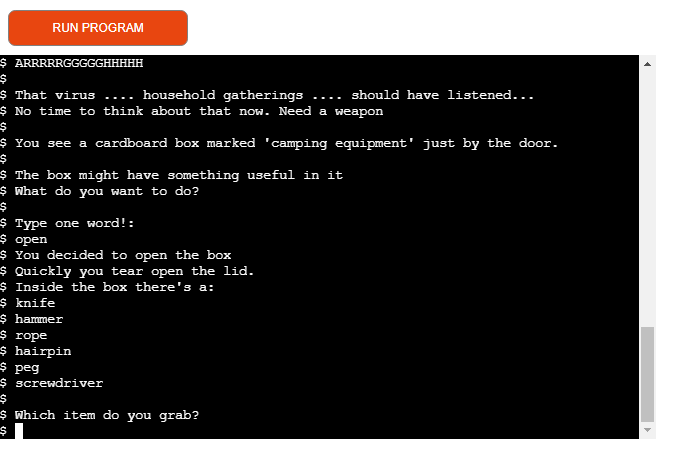 RUN PROGRAM
$ ARRRRRGGGGGHHHHH
$
$ That virus .... household gatherings .... should have listened...
$ No time to think about that now. Need a weapon
$
$ You see a cardboard box marked 'camping equipment' just by the door.
$
$ The box might have something useful in it
$ What do you want to do?
$
$ Type one word!:
$ open
$ You decided to open the box
$ Quickly you tear open the lid.
$ Inside the box there's a:
$ knife
$ hammer
$ rope
$ hairpin
$ peg
$ screwdriver
$
$ Which item do you grab?
$